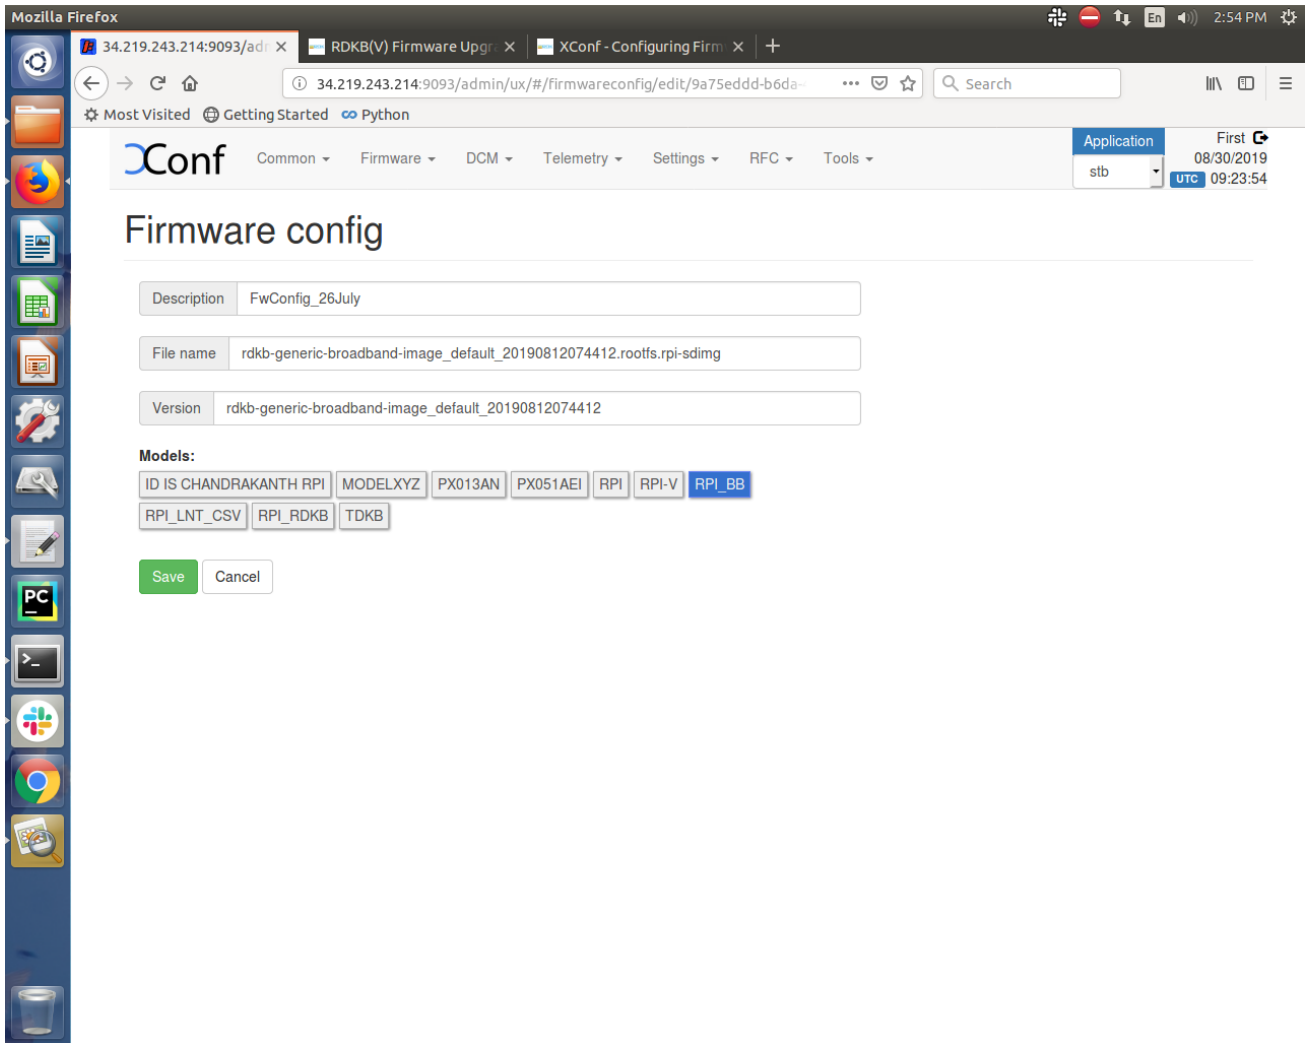 Mozilla Firefox
En 2:54 PM
34.219.243.214:9093/adm
RDKB(V) Firmware Upgra
XConf - Configuring Firm
34.219.243.214:9093/admin/ux/#/firmwareconfig/edit/9a75eddd-b6da-
Search
Most Visited Getting Started Python
XConf Common Firmware DCM Telemetry Settings RFC Tools
Application
stb
First
08/30/2019
UTC 09:23:54
Firmware config
Description FwConfig_26July
File name rdkb-generic-broadband-image_default_20190812074412.rootfs.rpi-sdimg
Version rdkb-generic-broadband-image_default_20190812074412
Models:
ID IS CHANDRAKANTH RPI MODELXYZ PX013AN PX051AEI RPI RPI-V RPI_BB
RPI_LNT_CSV RPI_RDKB TDKB
Save Cancel
PC